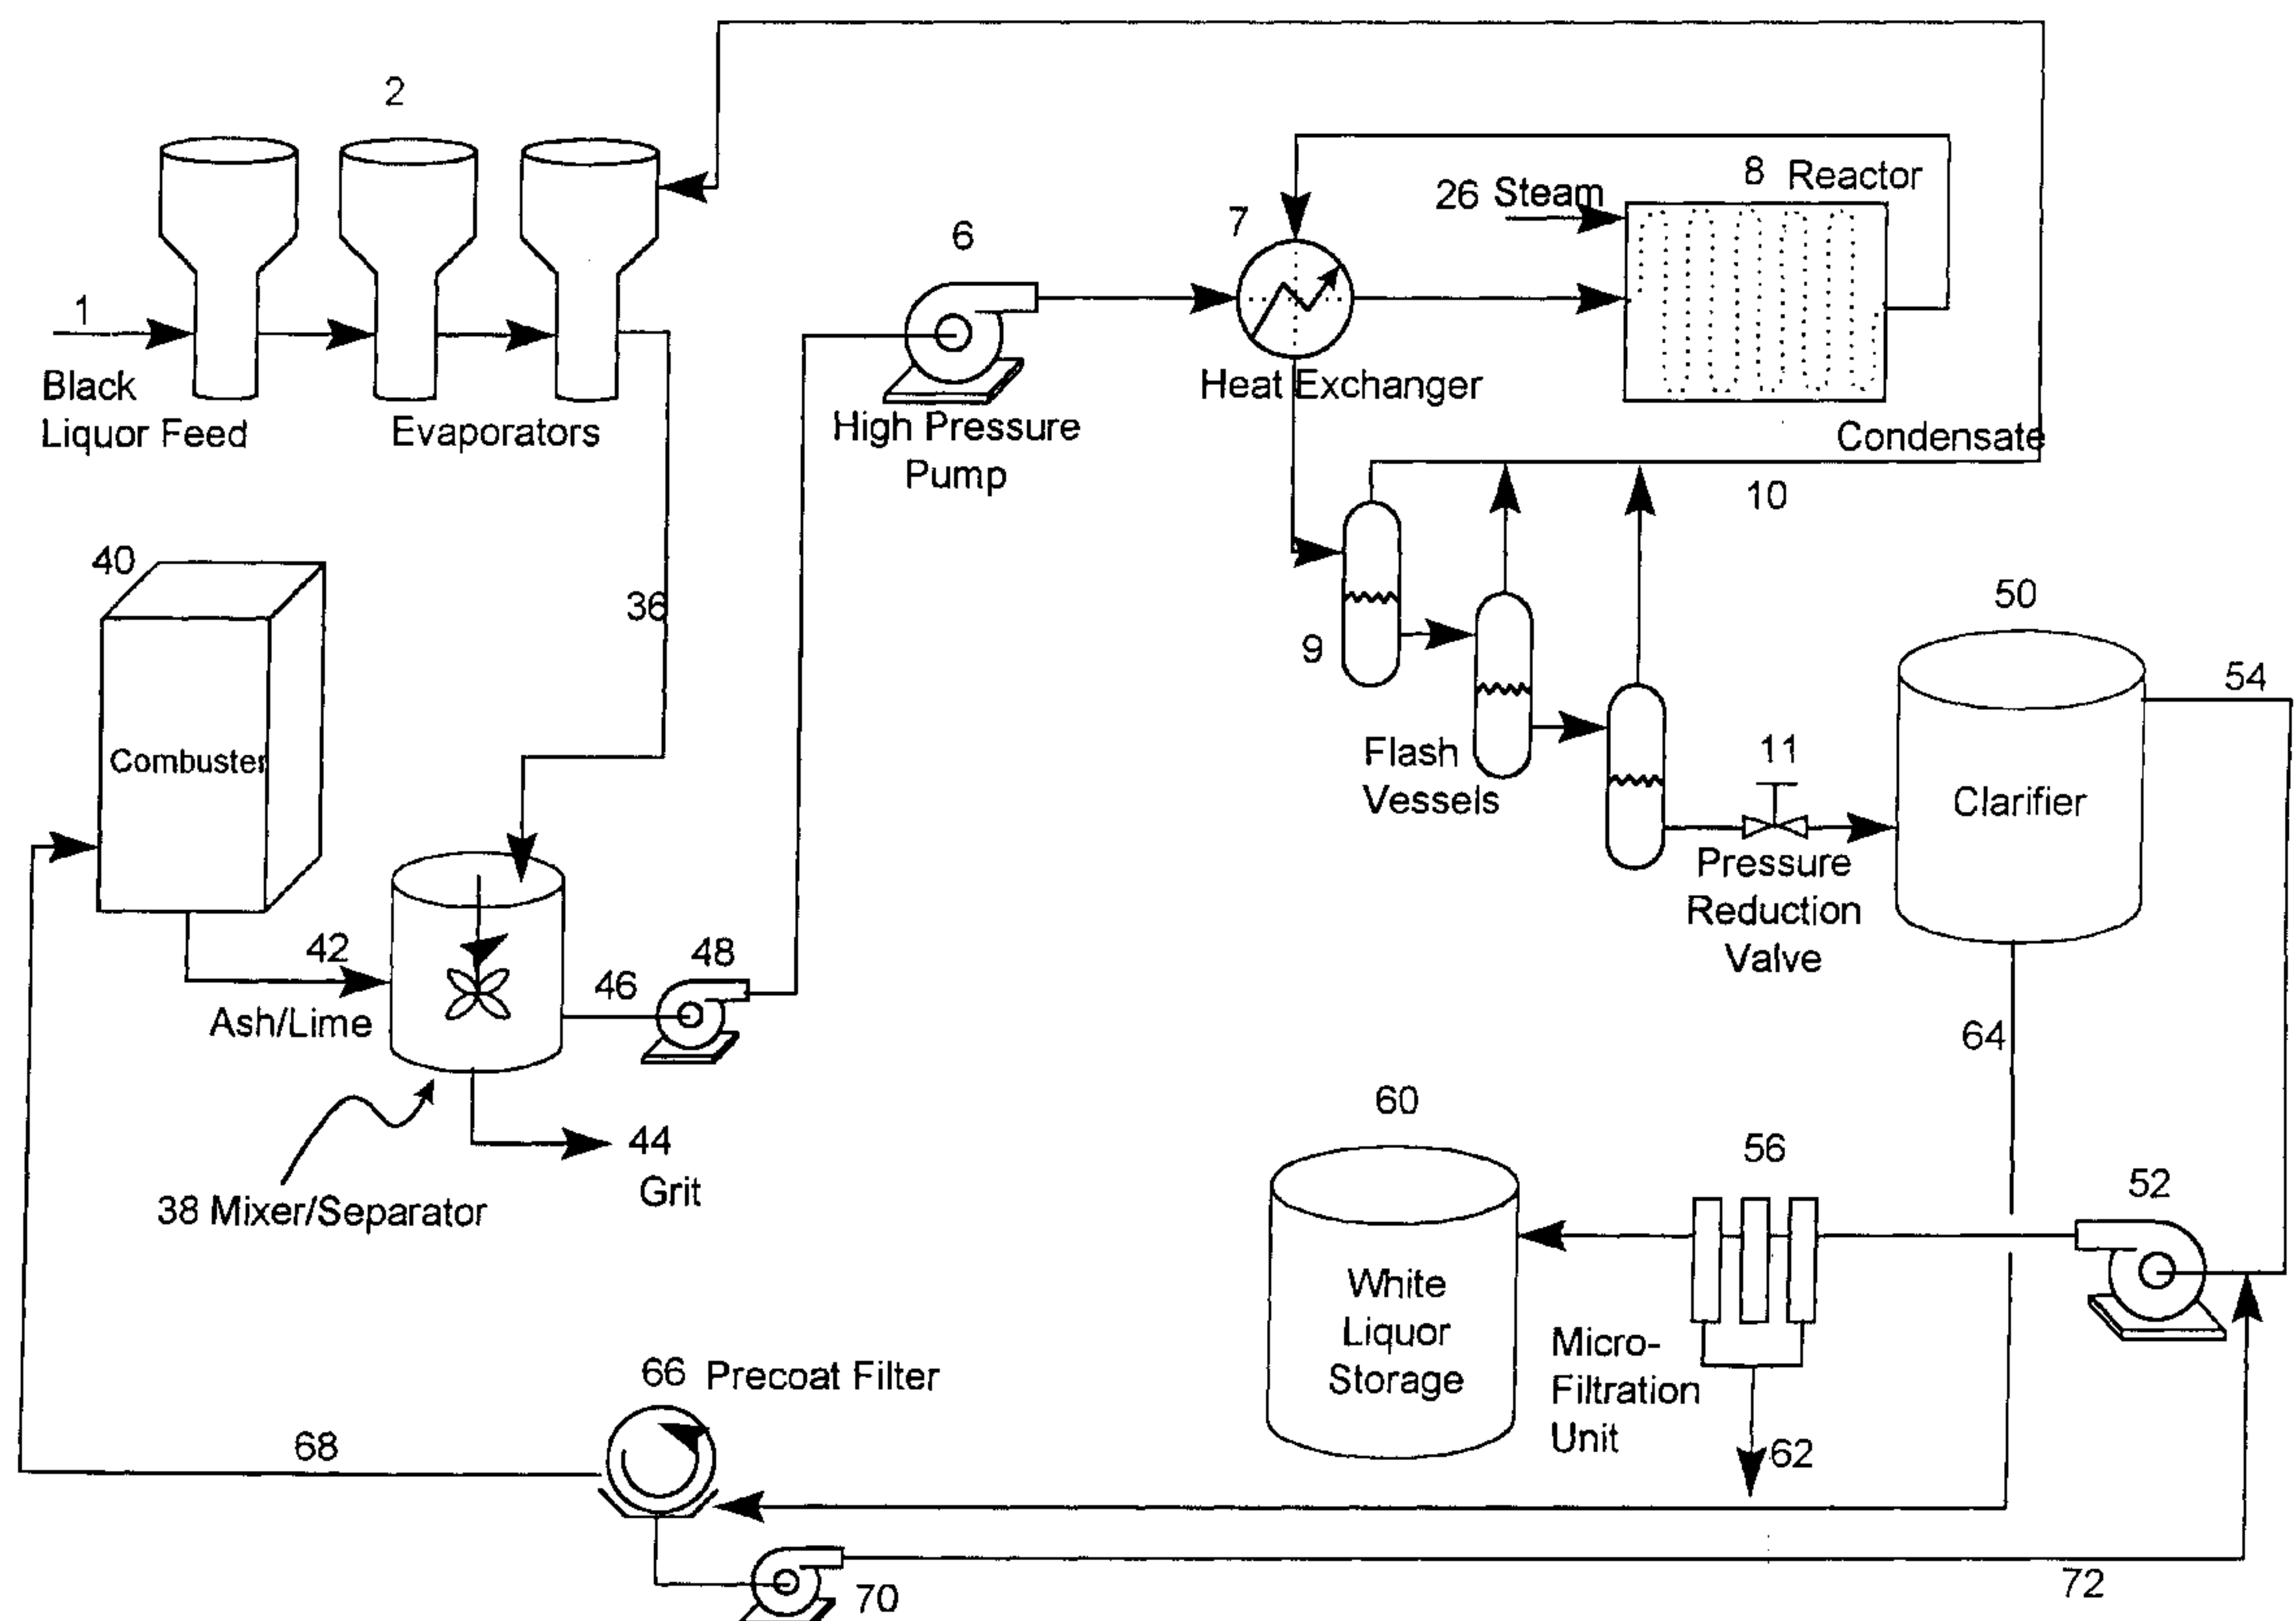 2
1
Black
Liquor Feed
Evaporators
6
High Pressure
Pump
7
Heat Exchanger
26 Steam
8 Reactor
Condensate
10
9
Flash
Vessels
11
Pressure
Reduction
Valve
50
Clarifier
54
36
40
Combuster
42
Ash/Lime
46
48
44
Grit
38 Mixer/Separator
64
60
White
Liquor
Storage
56
Micro-
Filtration
Unit
52
62
66 Precoat Filter
68
70
72